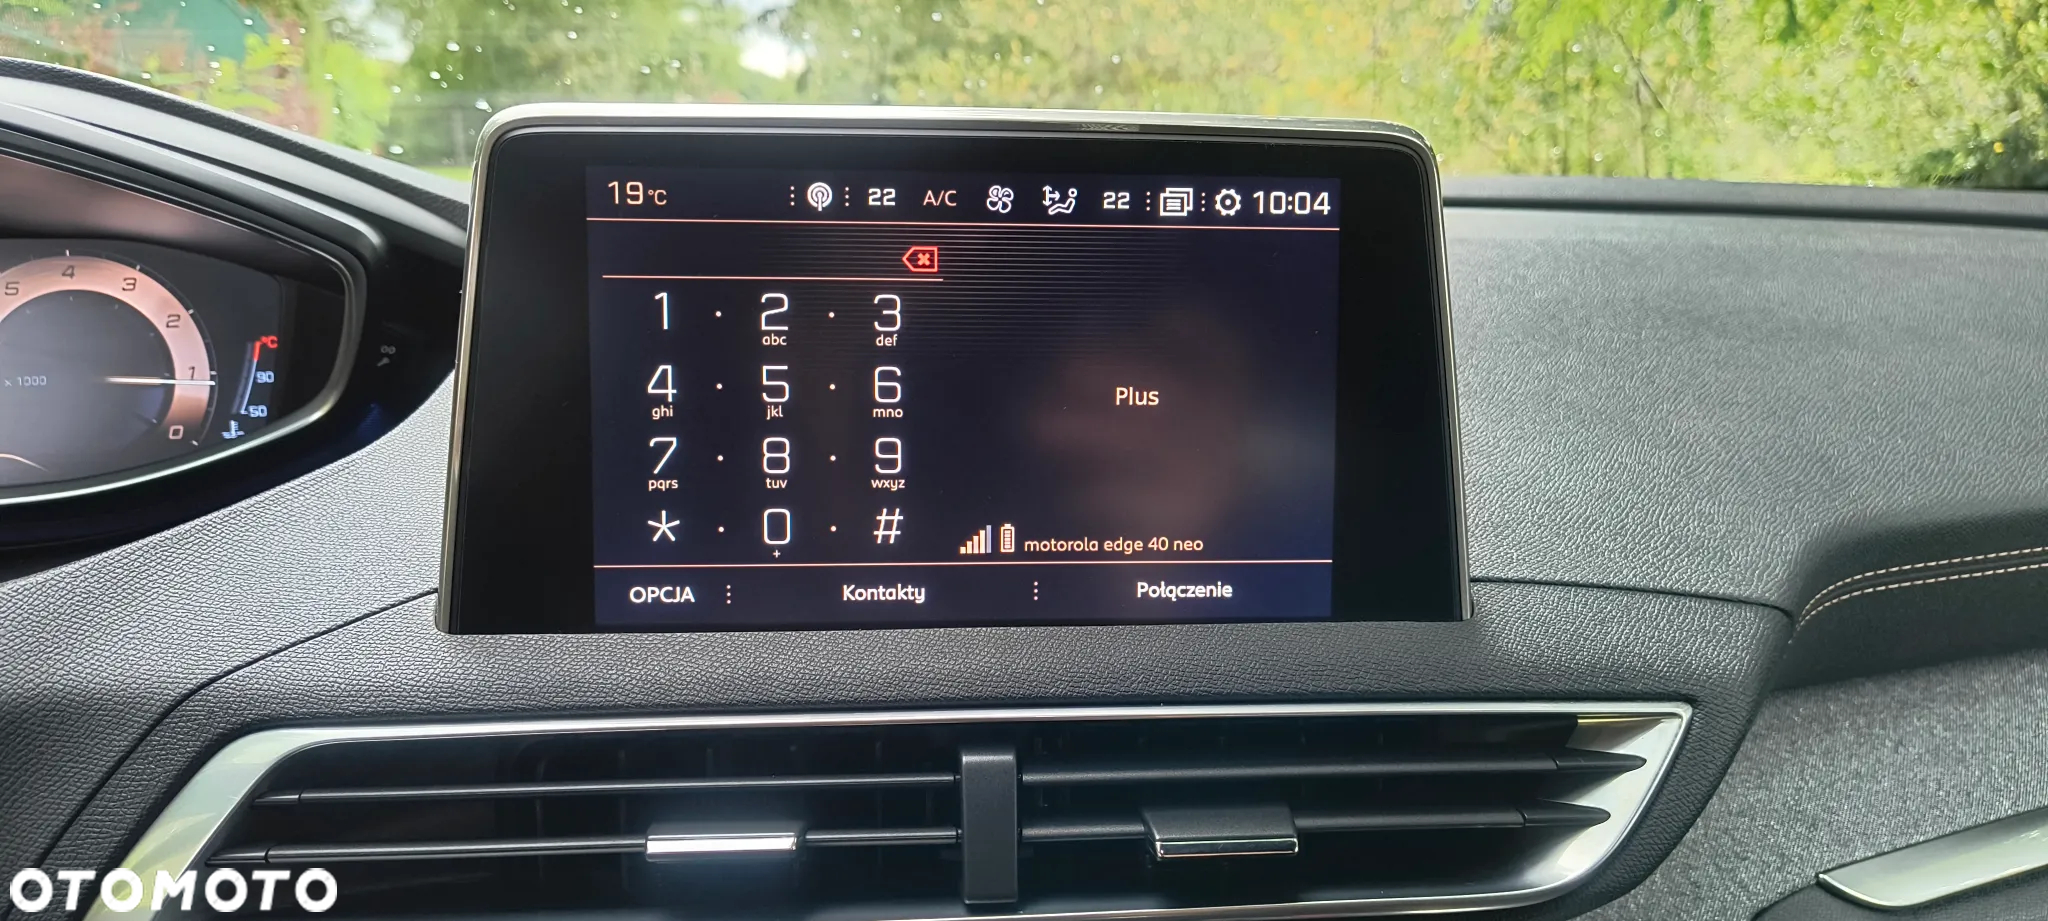 19°C 22 A/C 22 10:04
1 2 3
abc def
4 5 6
ghi jkl mno
Plus
7 8 9
pqrs tuv wxyz
* 0 #
+
motorola edge 40 neo
OPCJA Kontakty Połączenie
5 4 3 2 1 0
x 1000
°C
90
50
OTOMOTO